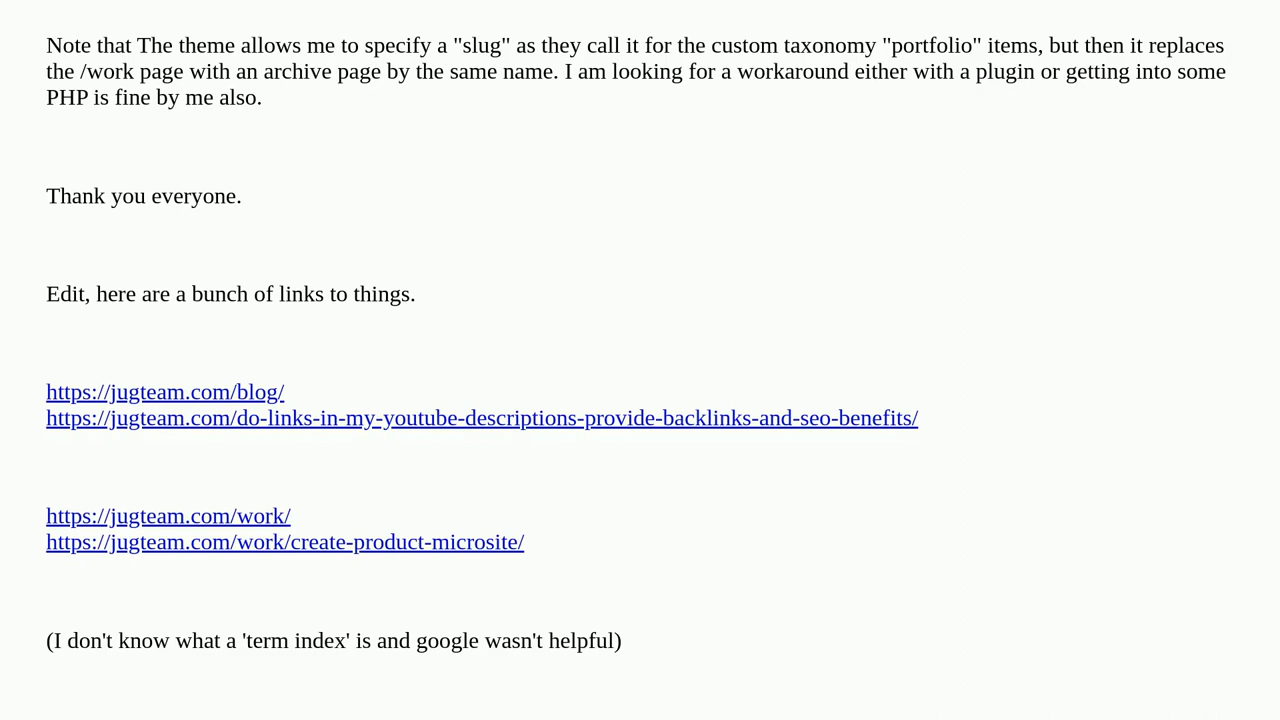 Note that The theme allows me to specify a "slug" as they call it for the custom taxonomy "portfolio" items, but then it replaces
the /work page with an archive page by the same name. I am looking for a workaround either with a plugin or getting into some
PHP is fine by me also.
Thank you everyone.
Edit, here are a bunch of links to things.
https://jugteam.com/blog/
https://jugteam.com/do-links-in-my-youtube-descriptions-provide-backlinks-and-seo-benefits/
https://jugteam.com/work/
https://jugteam.com/work/create-product-microsite/
(I don't know what a 'term index' is and google wasn't helpful)